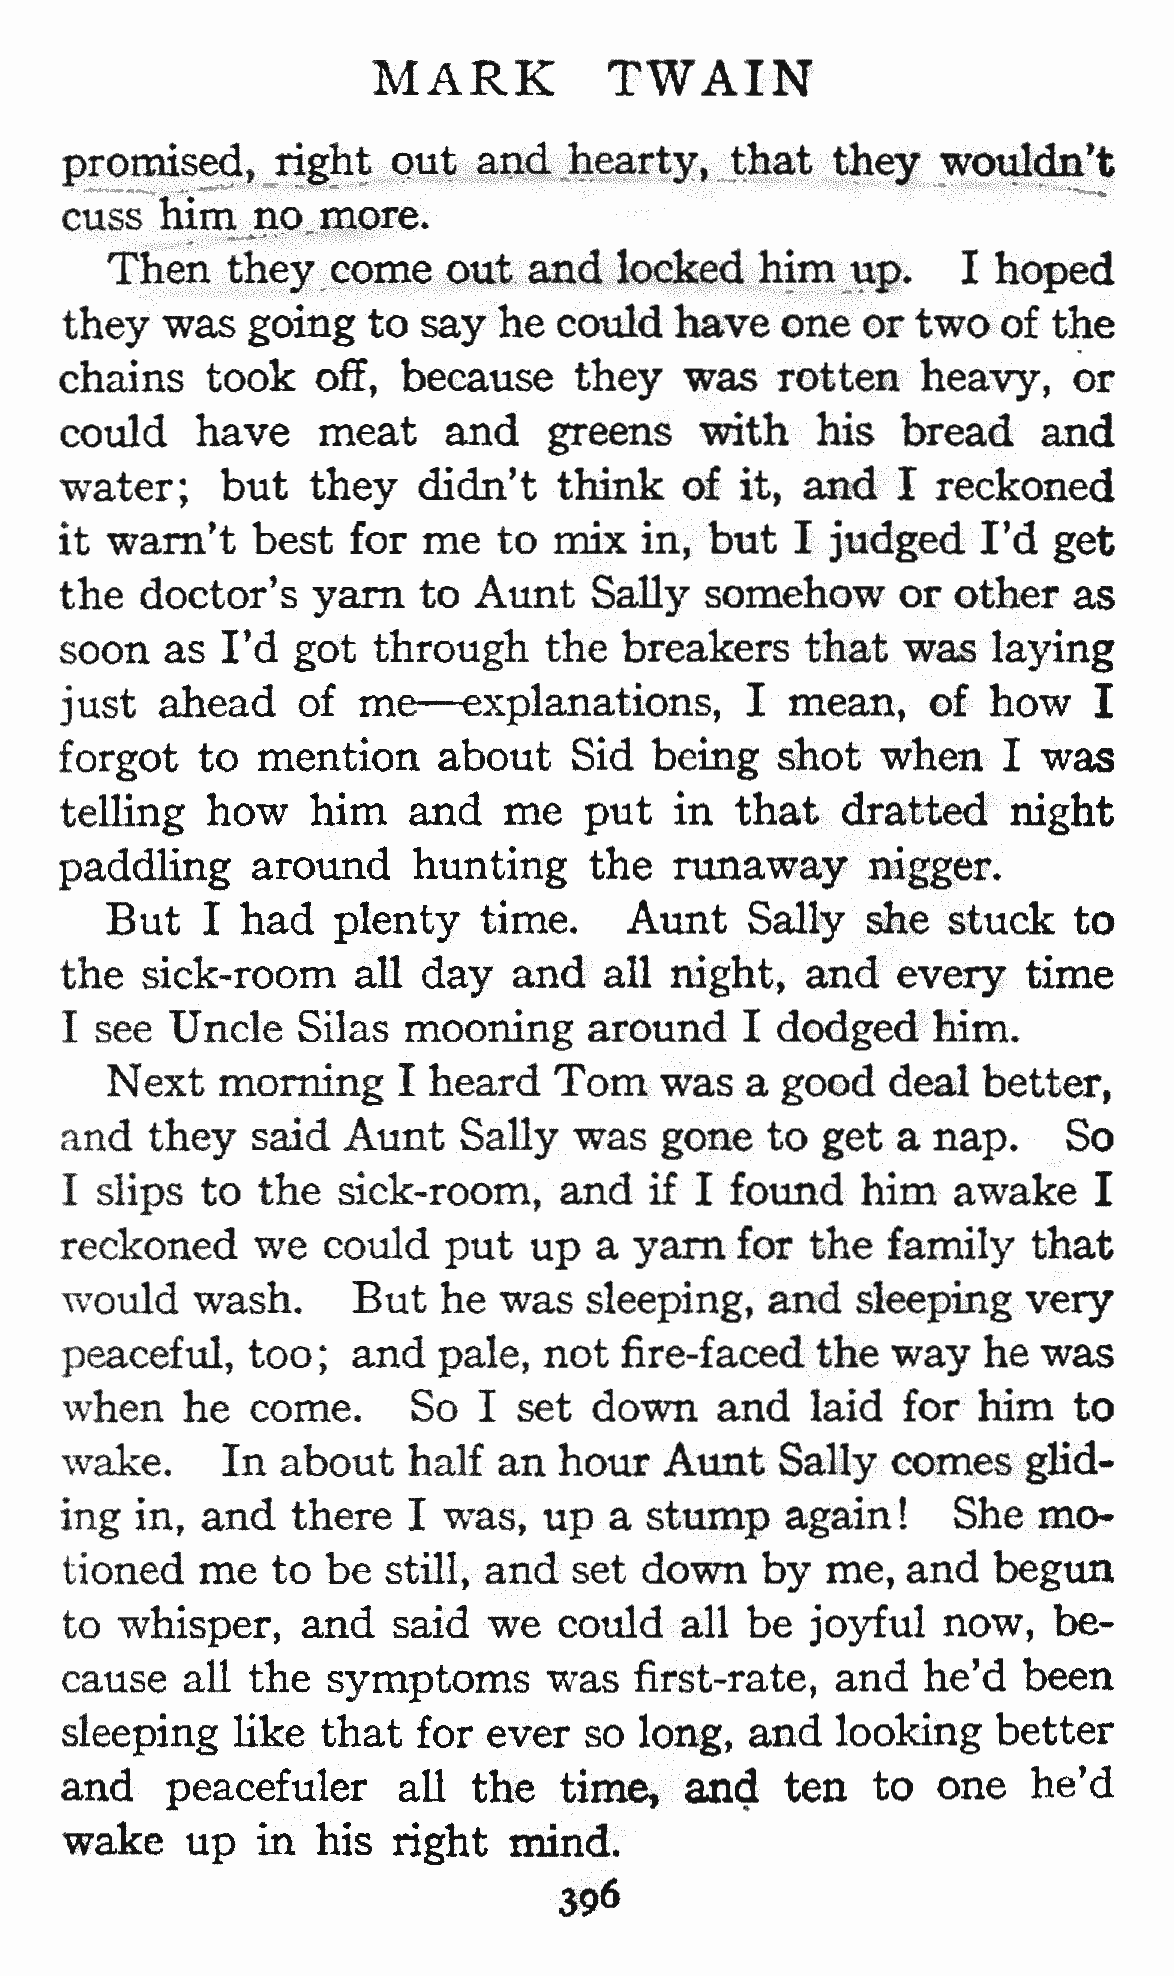 MARK TWAIN
promised, right out and hearty, that they wouldn't
cuss him no more.
Then they come out and locked him up. I hoped
they was going to say he could have one or two of the
chains took off, because they was rotten heavy, or
could have meat and greens with his bread and
water; but they didn't think of it, and I reckoned
it warn't best for me to mix in, but I judged I'd get
the doctor's yarn to Aunt Sally somehow or other as
soon as I'd got through the breakers that was laying
just ahead of me—explanations, I mean, of how I
forgot to mention about Sid being shot when I was
telling how him and me put in that dratted night
paddling around hunting the runaway nigger.
But I had plenty time. Aunt Sally she stuck to
the sick-room all day and all night, and every time
I see Uncle Silas mooning around I dodged him.
Next morning I heard Tom was a good deal better,
and they said Aunt Sally was gone to get a nap. So
I slips to the sick-room, and if I found him awake I
reckoned we could put up a yarn for the family that
would wash. But he was sleeping, and sleeping very
peaceful, too; and pale, not fire-faced the way he was
when he come. So I set down and laid for him to
wake. In about half an hour Aunt Sally comes glid-
ing in, and there I was, up a stump again! She mo-
tioned me to be still, and set down by me, and begun
to whisper, and said we could all be joyful now, be-
cause all the symptoms was first-rate, and he'd been
sleeping like that for ever so long, and looking better
and peacefuler all the time, and ten to one he'd
wake up in his right mind.
396